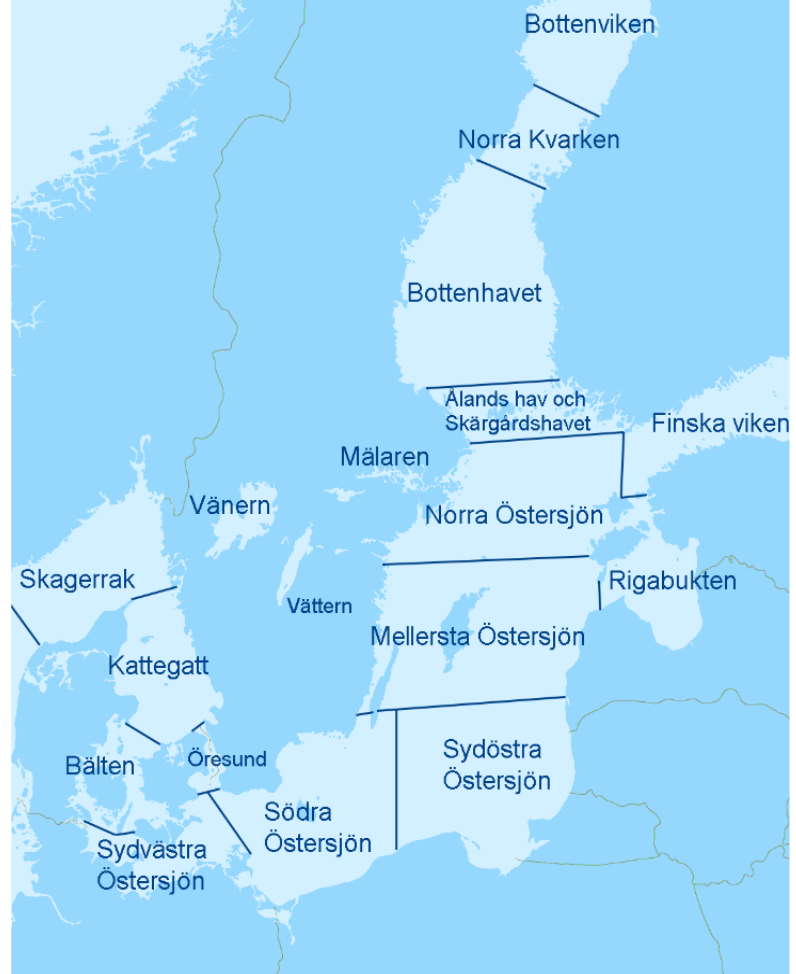 Bottenviken
Norra Kvarken
Bottenhavet
Ålands hav och
Skärgårdshavet
Finska viken
Mälaren
Vänern
Norra Östersjön
Skagerrak
Rigabukten
Vättern
Mellersta Östersjön
Kattegatt
Bälten
Öresund
Sydöstra
Östersjön
Södra
Östersjön
Sydvästra
Östersjön